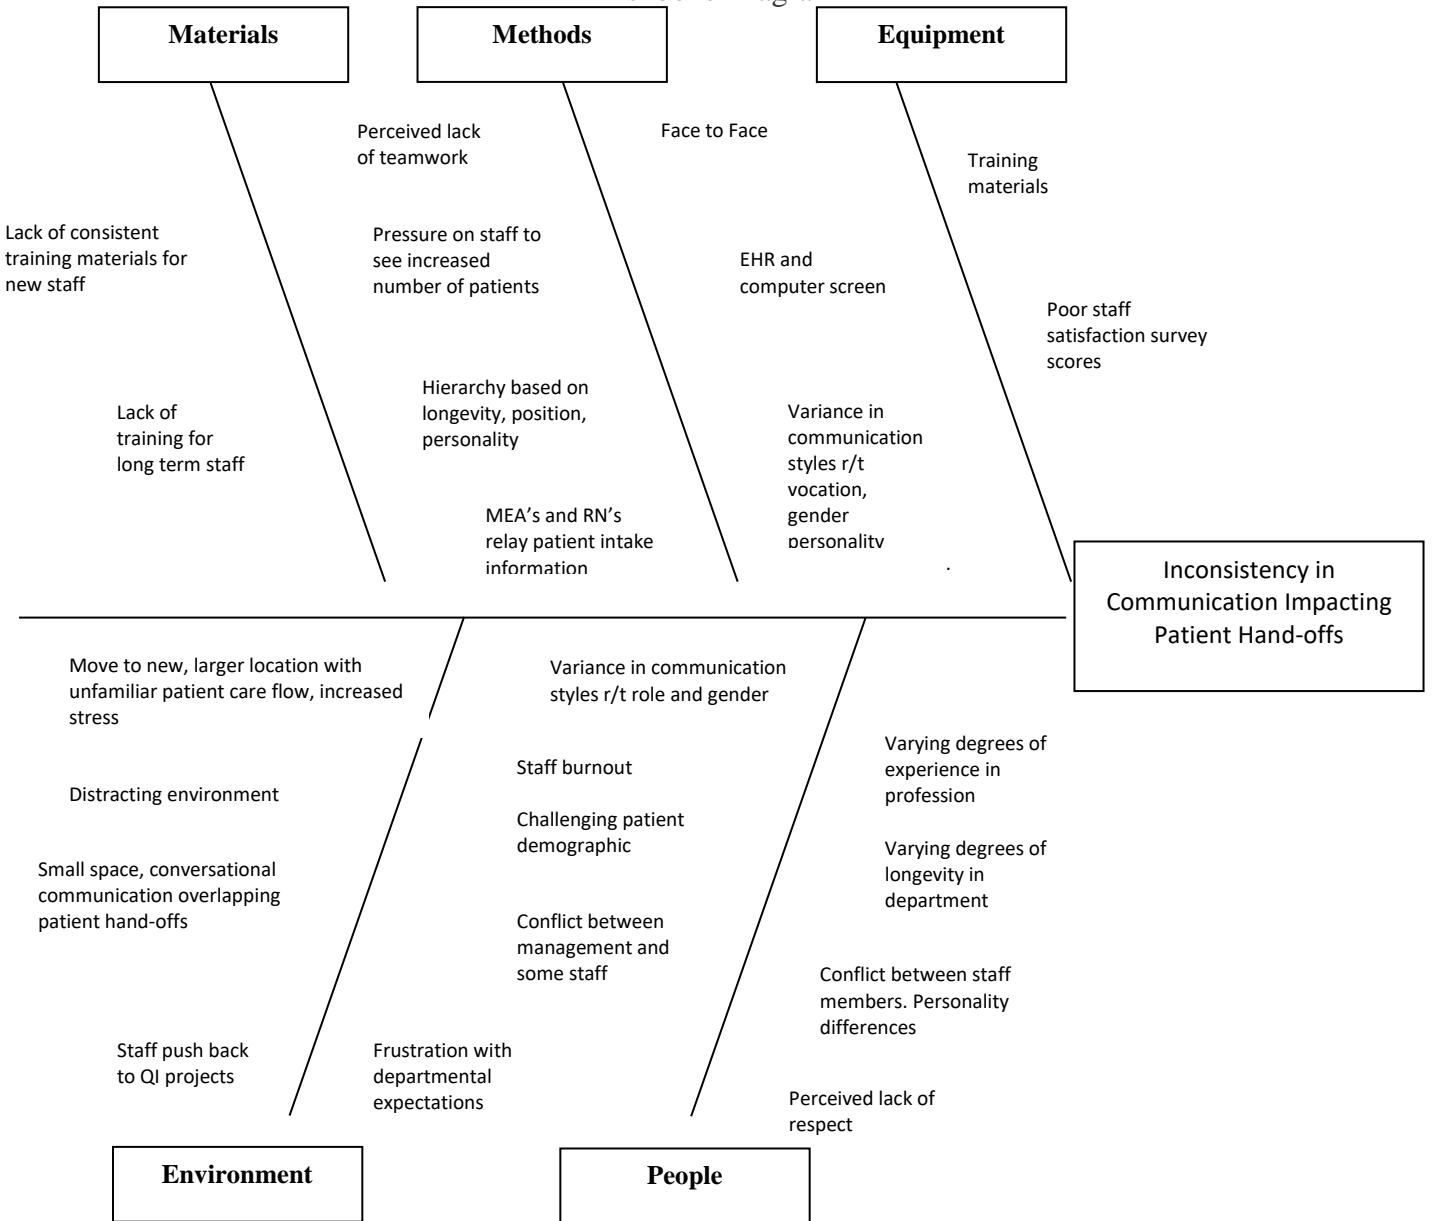 Materials
Methods
Equipment
Perceived lack
of teamwork
Face to Face
Training
materials
Lack of consistent
training materials for
new staff
Pressure on staff to
see increased
number of patients
EHR and
computer screen
Poor staff
satisfaction survey
scores
Hierarchy based on
longevity, position,
personality
Lack of
training for
long term staff
Variance in
communication
styles r/t
vocation,
gender
personality
MEA’s and RN’s
relay patient intake
information
Inconsistency in
Communication Impacting
Patient Hand-offs
Move to new, larger location with
unfamiliar patient care flow, increased
stress
Variance in communication
styles r/t role and gender
Varying degrees of
experience in
profession
Staff burnout
Distracting environment
Challenging patient
demographic
Varying degrees of
longevity in
department
Small space, conversational
communication overlapping
patient hand-offs
Conflict between
management and
some staff
Conflict between staff
members. Personality
differences
Staff push back
to QI projects
Frustration with
departmental
expectations
Perceived lack of
respect
Environment
People